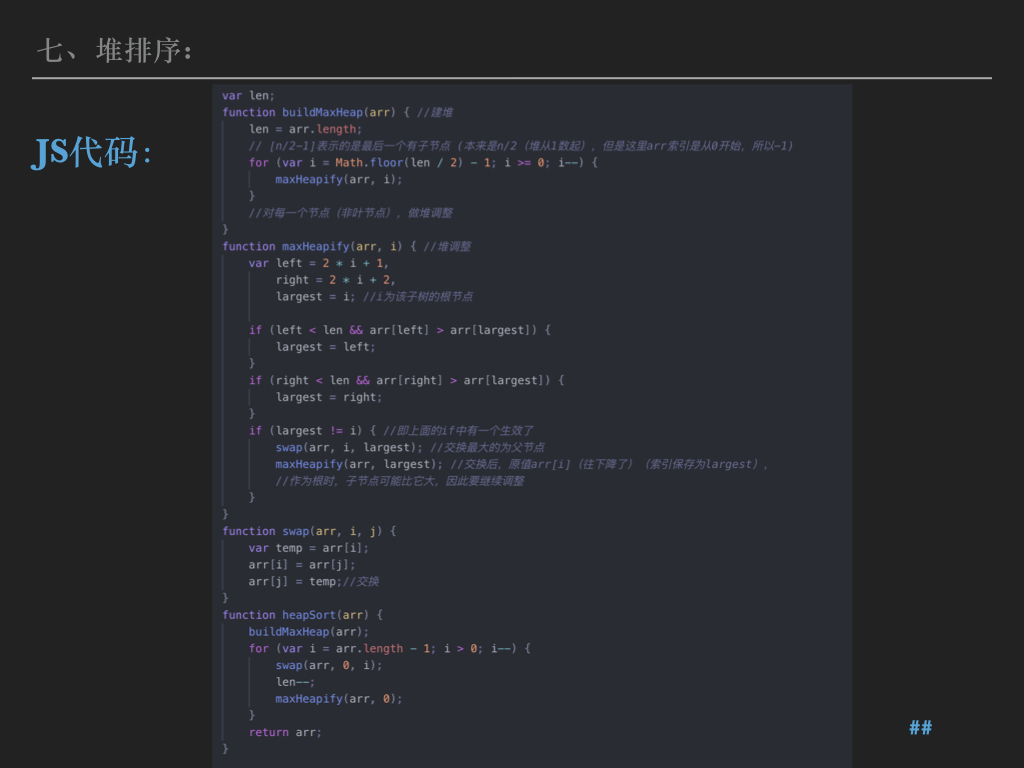 七、堆排序：
JS代码：
var len;
function buildMaxHeap(arr) { //建堆
    len = arr.length;
    // [n/2-1]表示的是最后一个有子节点 (本来是n/2（堆从1数起），但是这里arr索引是从0开始，所以-1)
    for (var i = Math.floor(len / 2) - 1; i >= 0; i--) {
        maxHeapify(arr, i);
    }
    //对每一个节点（非叶节点），做堆调整
}
function maxHeapify(arr, i) { //堆调整
    var left = 2 * i + 1,
        right = 2 * i + 2,
        largest = i; //i为该子树的根节点

    if (left < len && arr[left] > arr[largest]) {
        largest = left;
    }
    if (right < len && arr[right] > arr[largest]) {
        largest = right;
    }
    if (largest != i) { //即上面的if中有一个生效了
        swap(arr, i, largest); //交换最大的为父节点
        maxHeapify(arr, largest); //交换后，原值arr[i]（往下降了）（索引保存为largest），
        //作为根时，子节点可能比它大，因此要继续调整
    }
}
function swap(arr, i, j) {
    var temp = arr[i];
    arr[i] = arr[j];
    arr[j] = temp;//交换
}
function heapSort(arr) {
    buildMaxHeap(arr);
    for (var i = arr.length - 1; i > 0; i--) {
        swap(arr, 0, i);
        len--;
        maxHeapify(arr, 0);
    }
    return arr;
}
##